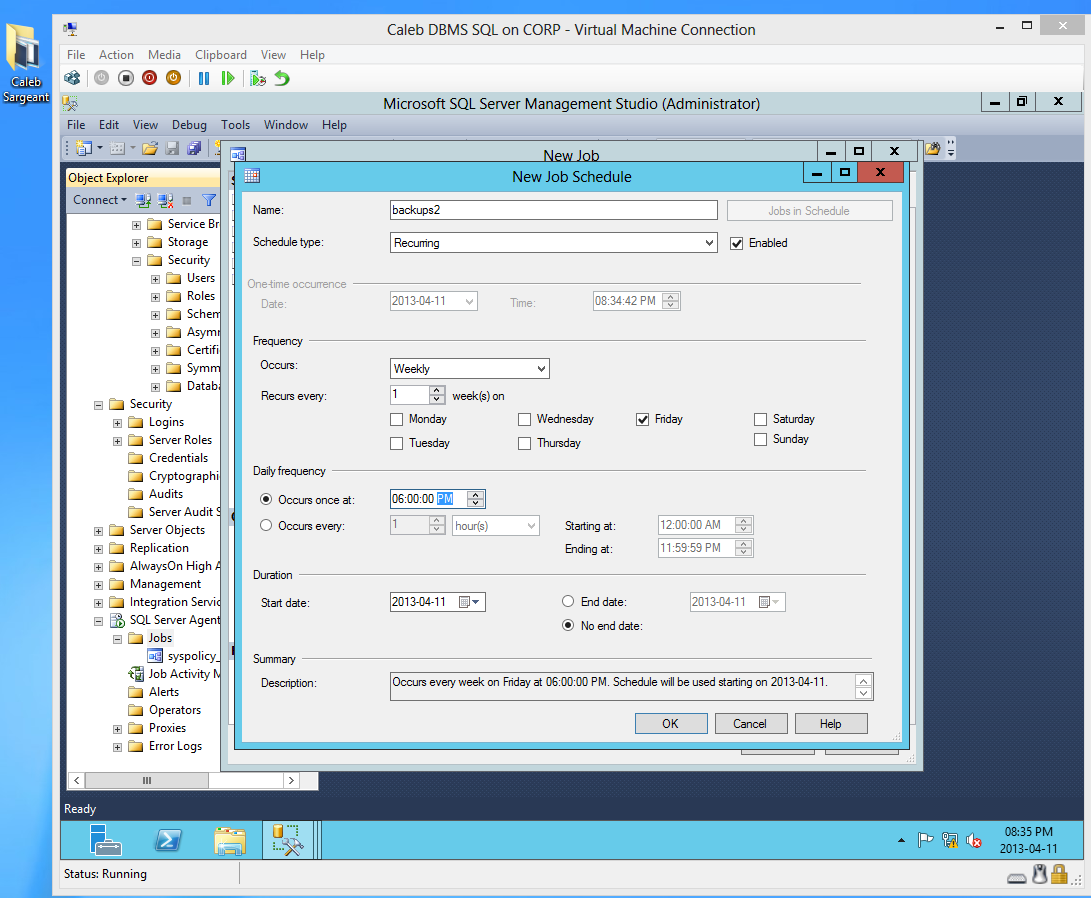 Caleb DBMS SQL on CORP - Virtual Machine Connection
File Action Media Clipboard View Help
Caleb Sargeant
Microsoft SQL Server Management Studio (Administrator)
File Edit View Debug Tools Window Help
New Job
New Job Schedule
Object Explorer
Connect
Service Br
Storage
Security
Users
Roles
Schem
Asymr
Certifi
Symm
Databa
Security
Logins
Server Roles
Credentials
Cryptographi
Audits
Server Audit S
Server Objects
Replication
AlwaysOn High A
Management
Integration Servic
SQL Server Agent
Jobs
syspolicy_
Job Activity M
Alerts
Operators
Proxies
Error Logs
Name: backups2 Jobs in Schedule
Schedule type: Recurring Enabled
One-time occurrence
Date: 2013-04-11 Time: 08:34:42 PM
Frequency
Occurs: Weekly
Recurs every: 1 week(s) on
Monday Wednesday Friday Saturday
Tuesday Thursday Sunday
Daily frequency
Occurs once at: 06:00:00 PM
Occurs every: 1 hour(s) Starting at: 12:00:00 AM
Ending at: 11:59:59 PM
Duration
Start date: 2013-04-11 End date: 2013-04-11
No end date:
Summary
Description: Occurs every week on Friday at 06:00:00 PM. Schedule will be used starting on 2013-04-11.
OK Cancel Help
Ready
08:35 PM
2013-04-11
Status: Running